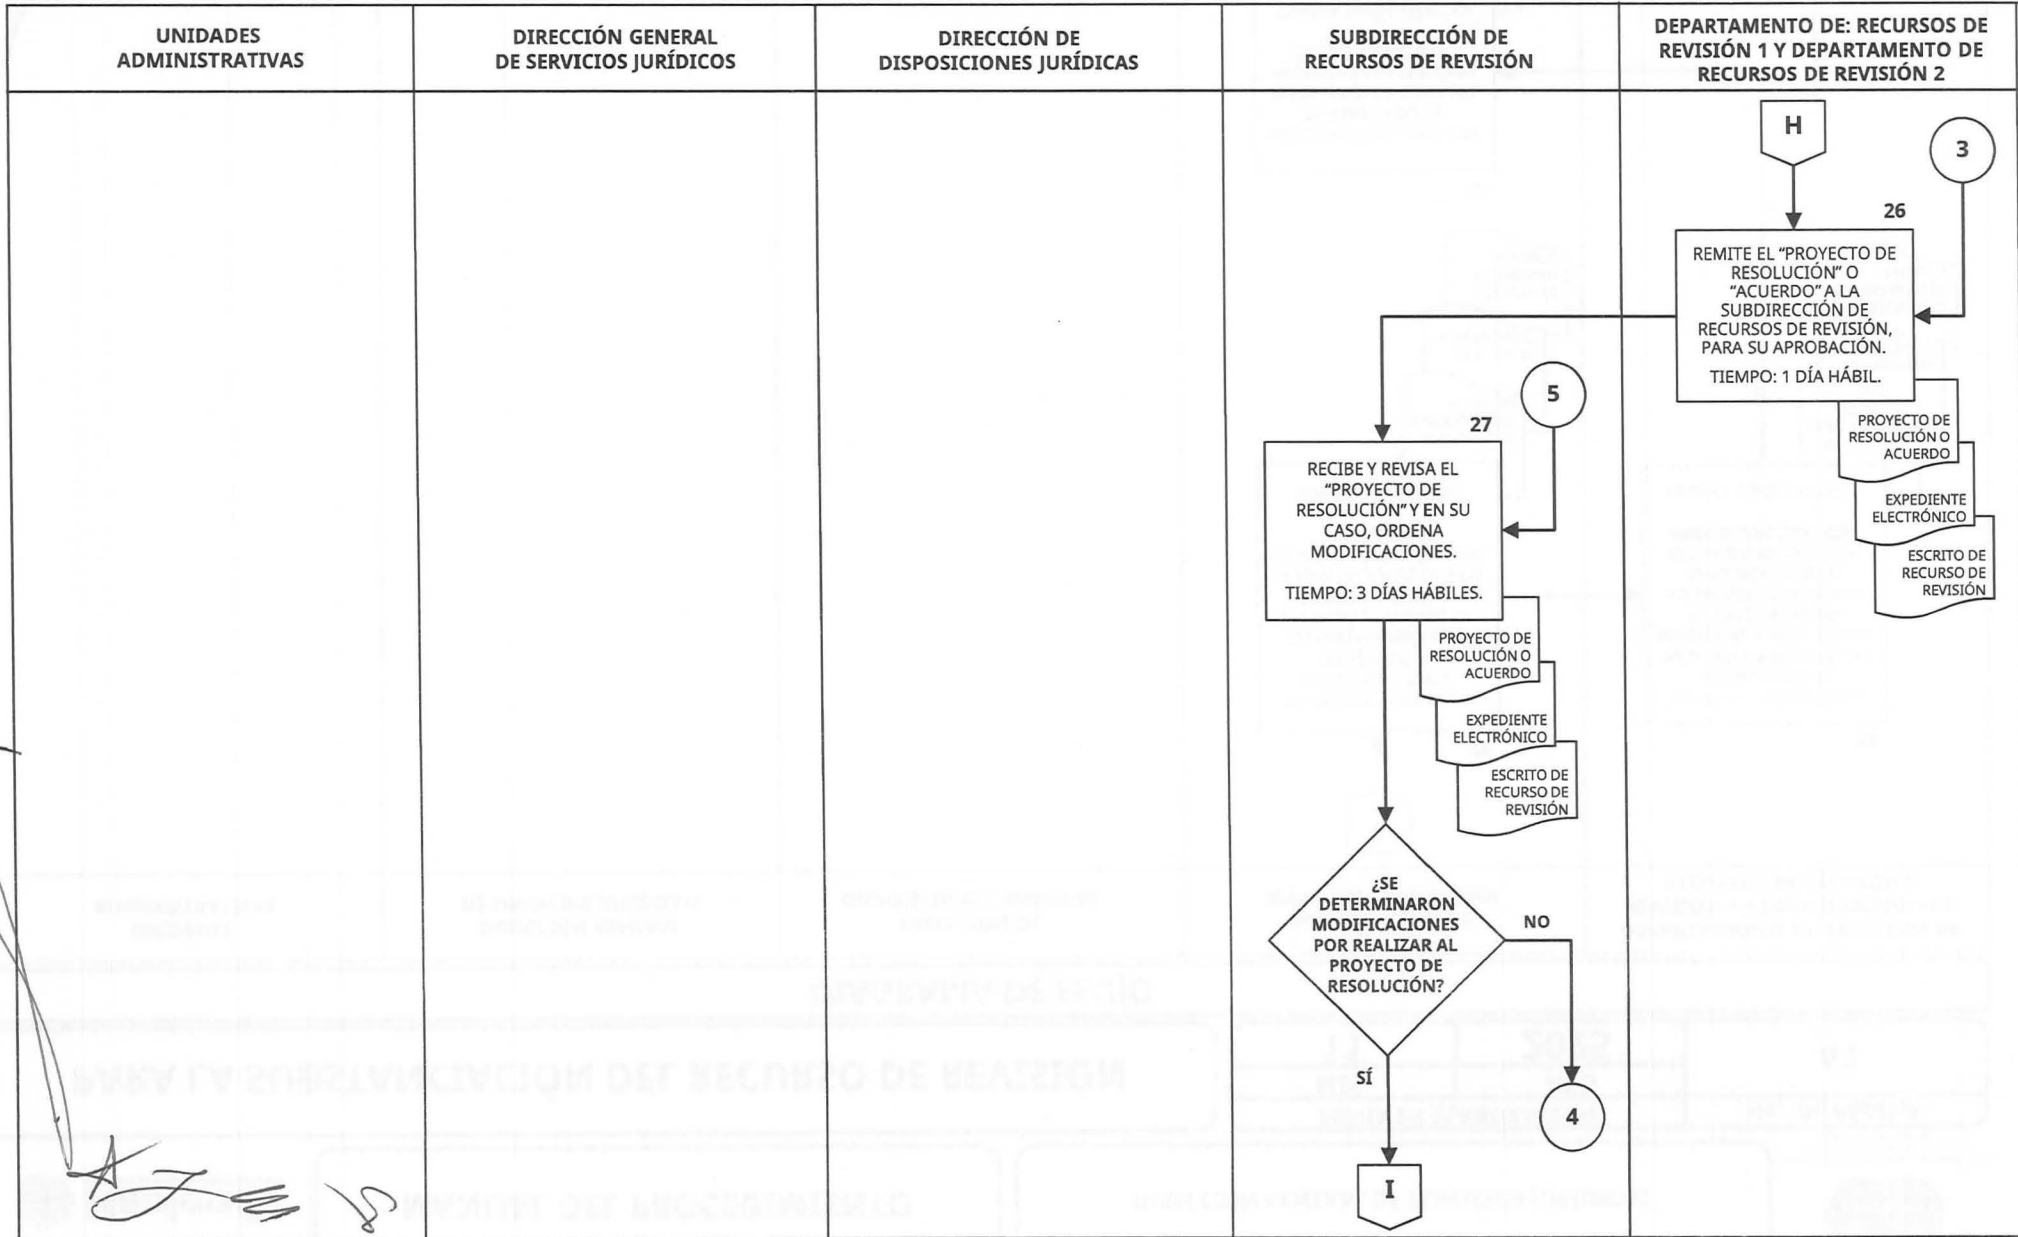 UNIDADES
ADMINISTRATIVAS
DIRECCIÓN GENERAL
DE SERVICIOS JURÍDICOS
DIRECCIÓN DE
DISPOSICIONES JURÍDICAS
SUBDIRECCIÓN DE
RECURSOS DE REVISIÓN
DEPARTAMENTO DE: RECURSOS DE
REVISIÓN 1 Y DEPARTAMENTO DE
RECURSOS DE REVISIÓN 2
H
3
26
REMITE EL “PROYECTO DE
RESOLUCIÓN” O
“ACUERDO” A LA
SUBDIRECCIÓN DE
RECURSOS DE REVISIÓN,
PARA SU APROBACIÓN.
TIEMPO: 1 DÍA HÁBIL.
PROYECTO DE
RESOLUCIÓN O
ACUERDO
EXPEDIENTE
ELECTRÓNICO
ESCRITO DE
RECURSO DE
REVISIÓN
5
27
RECIBE Y REVISA EL
“PROYECTO DE
RESOLUCIÓN” Y EN SU
CASO, ORDENA
MODIFICACIONES.
TIEMPO: 3 DÍAS HÁBILES.
PROYECTO DE
RESOLUCIÓN O
ACUERDO
EXPEDIENTE
ELECTRÓNICO
ESCRITO DE
RECURSO DE
REVISIÓN
¿SE
DETERMINARON
MODIFICACIONES
POR REALIZAR AL
PROYECTO DE
RESOLUCIÓN?
NO
SÍ
4
I